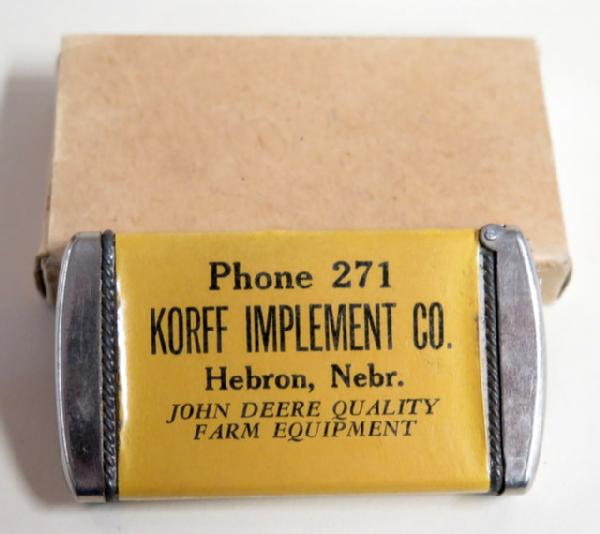 Phone 271
KORFF IMPLEMENT CO.
Hebron, Nebr.
JOHN DEERE QUALITY
FARM EQUIPMENT